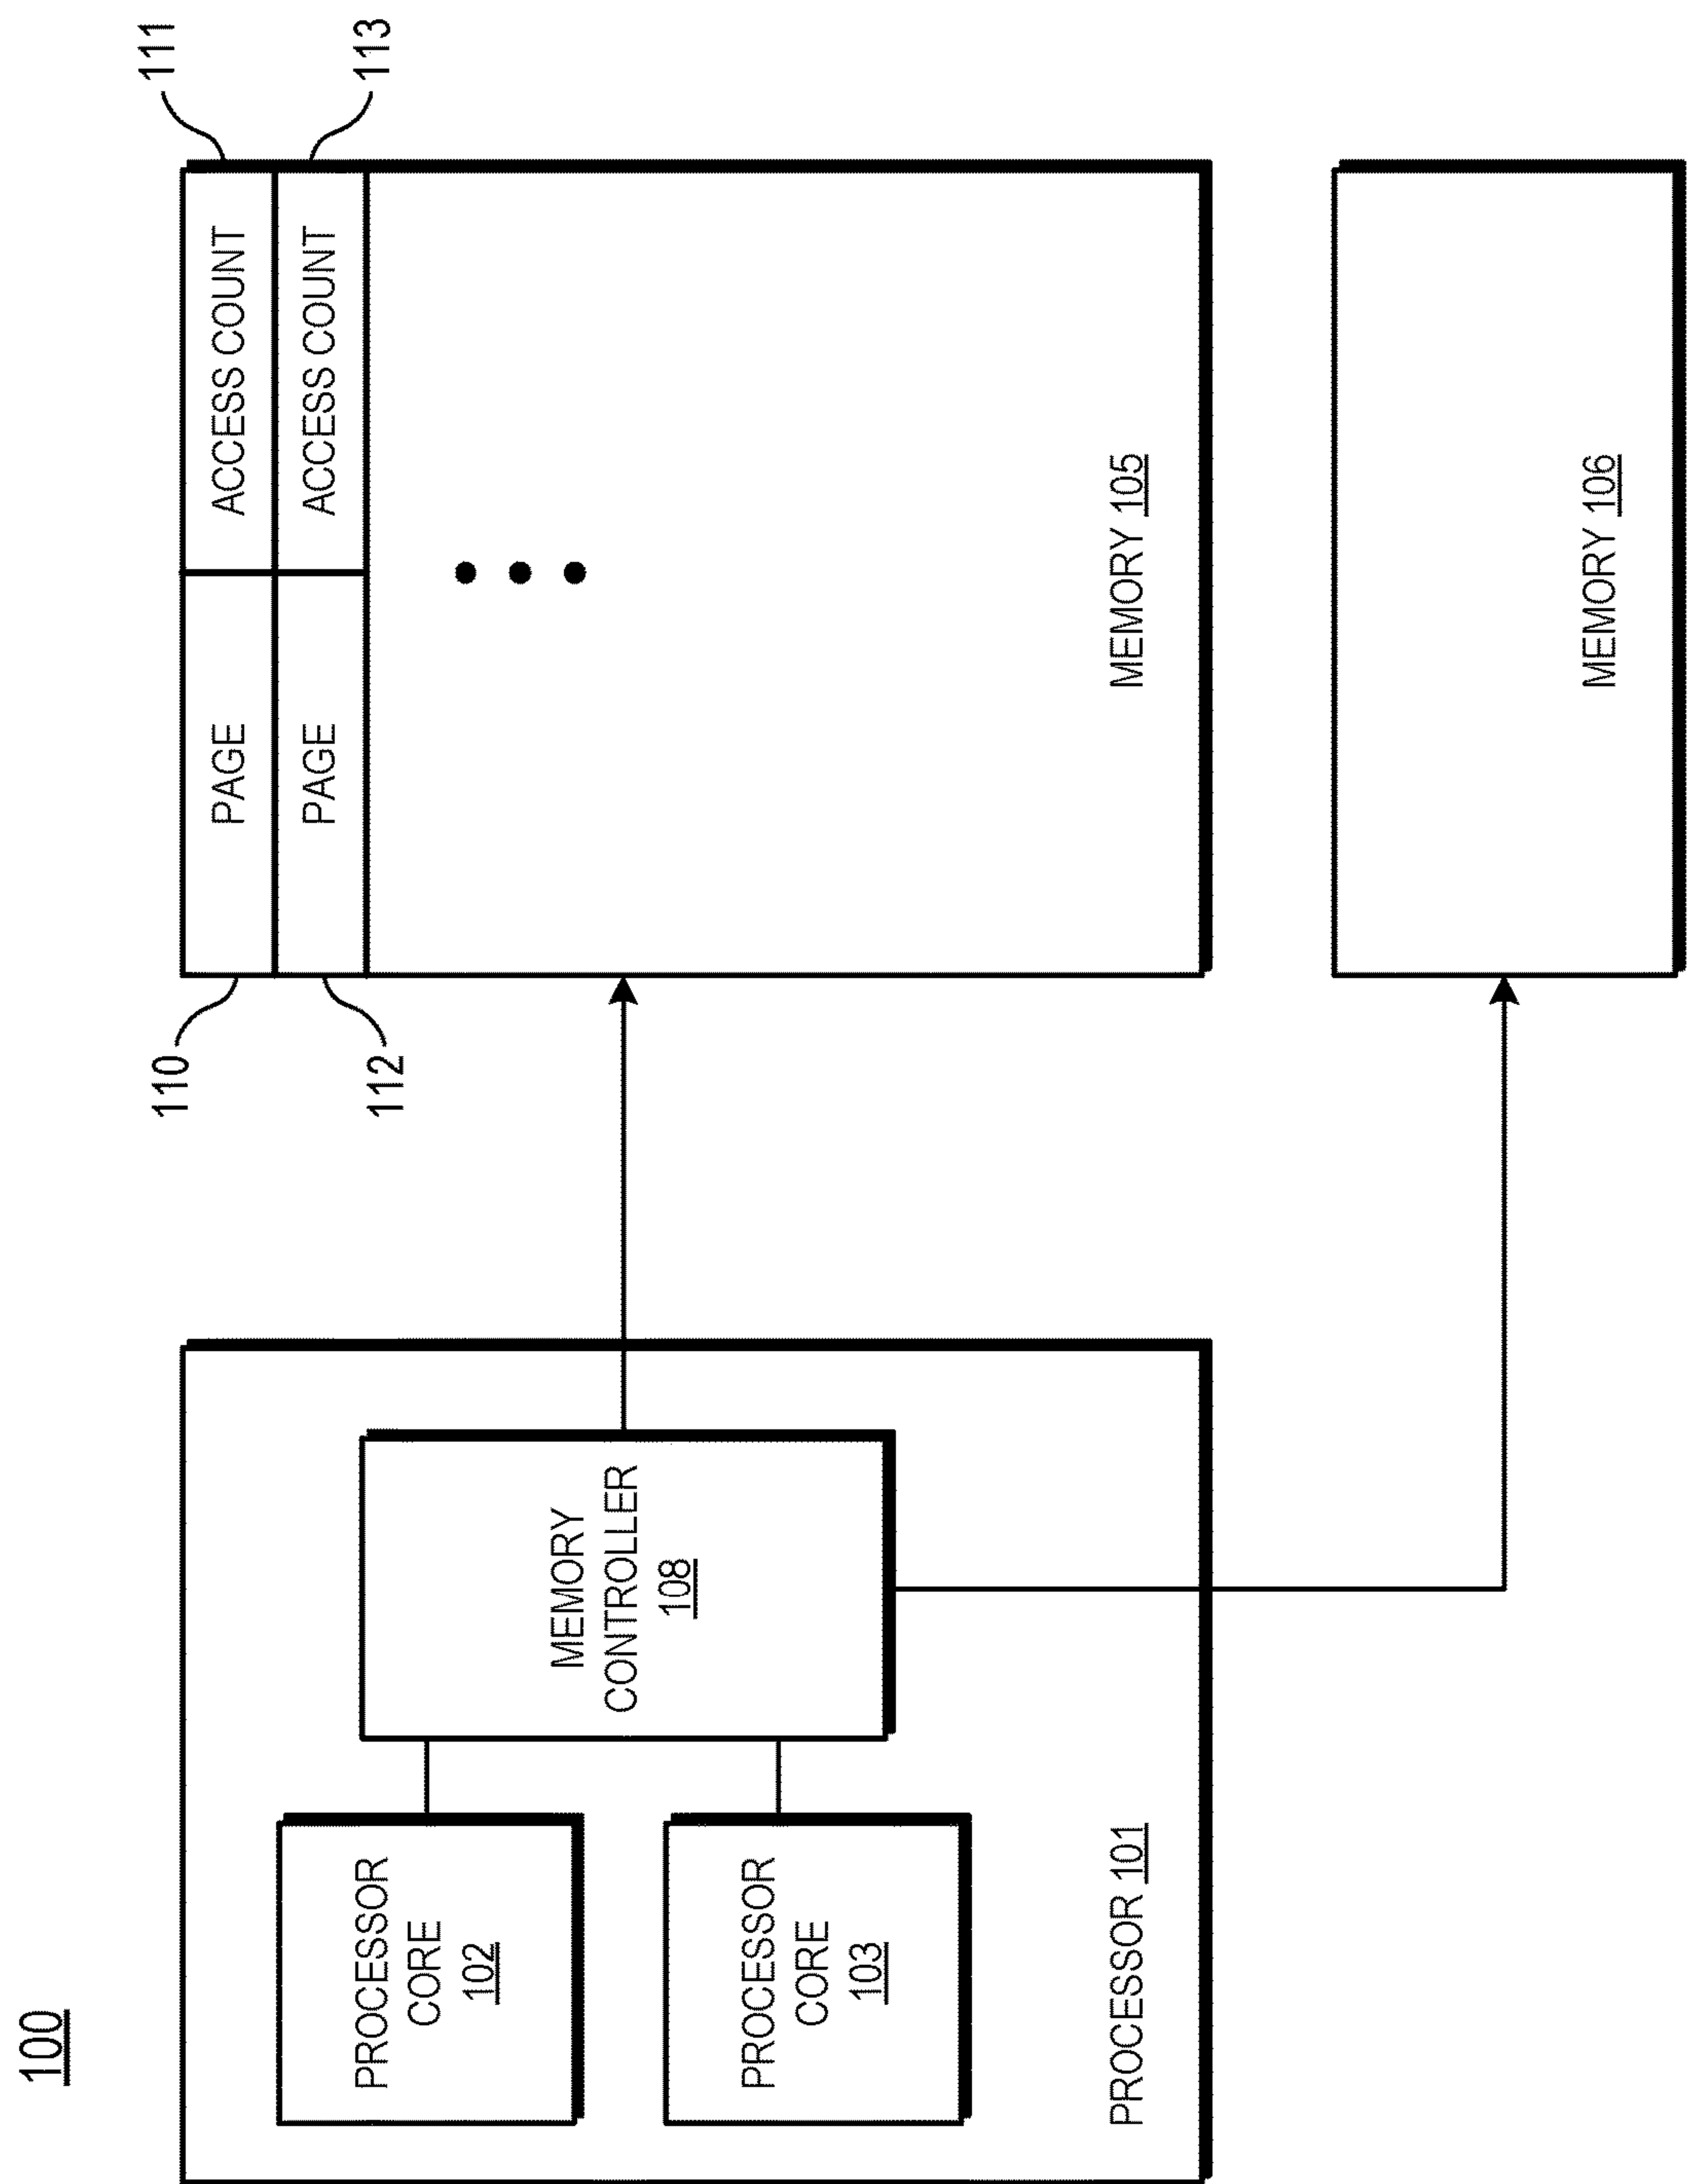 100
PROCESSOR
CORE
102
PROCESSOR
CORE
103
MEMORY
CONTROLLER
108
PROCESSOR 101
110
112
PAGE
ACCESS COUNT
PAGE
ACCESS COUNT
111
113
MEMORY 105
MEMORY 106